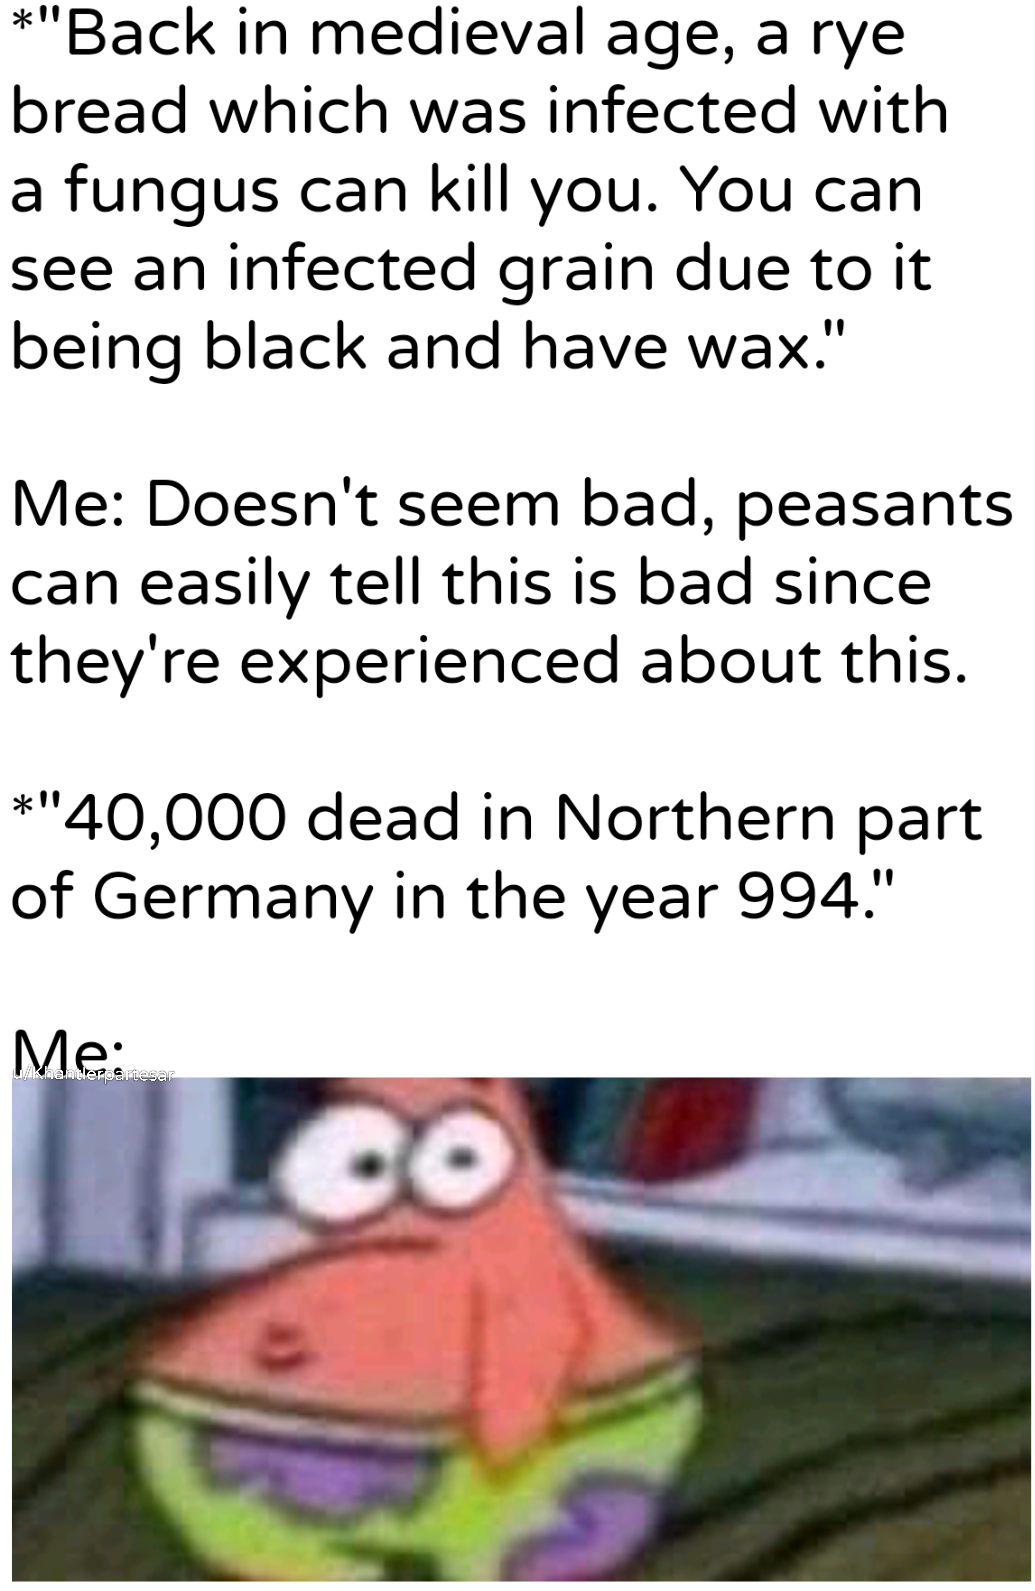 *"Back in medieval age, a rye
bread which was infected with
a fungus can kill you. You can
see an infected grain due to it
being black and have wax."
Me: Doesn't seem bad, peasants
can easily tell this is bad since
they're experienced about this.
*"40,000 dead in Northern part
of Germany in the year 994."
Me:
u/Khantlerpartesar